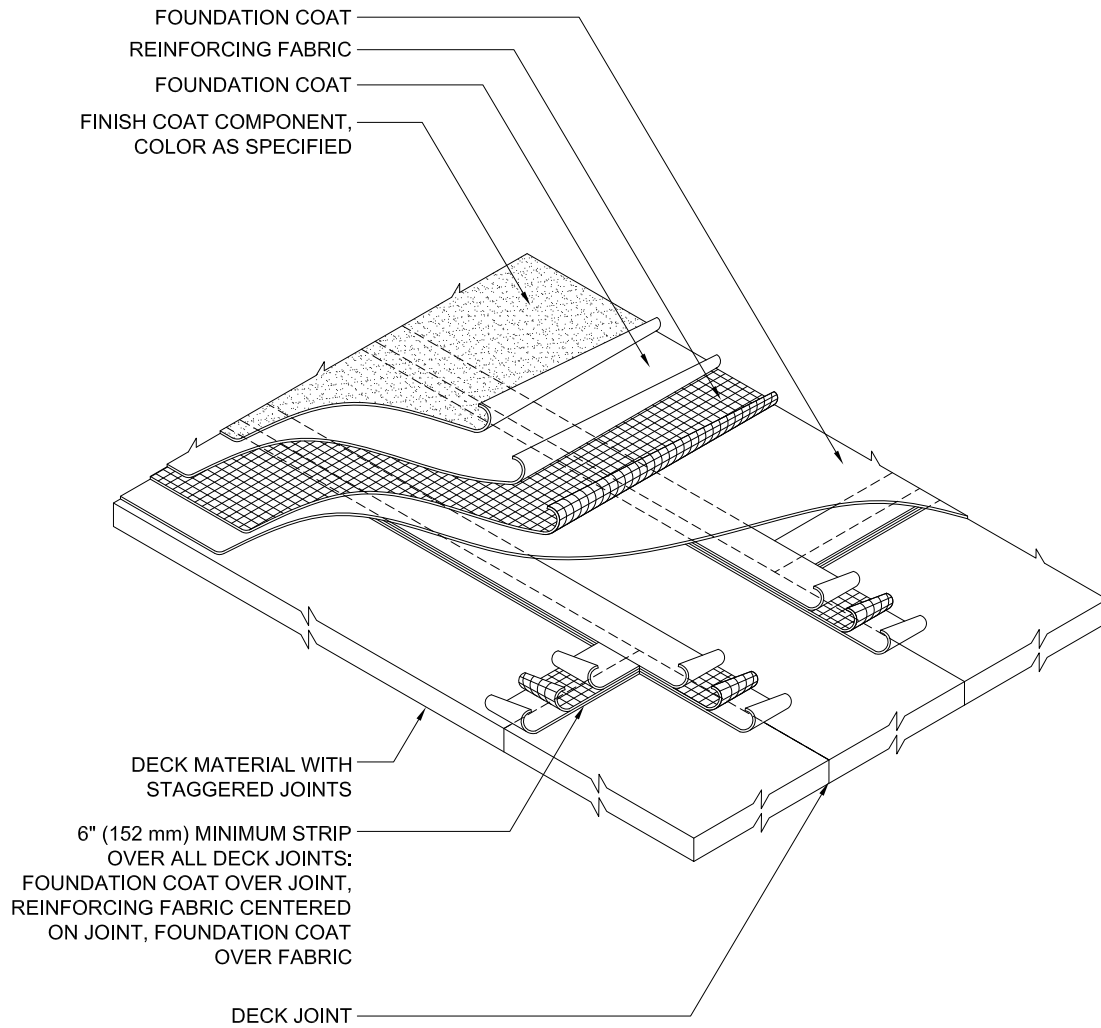 FOUNDATION COAT
REINFORCING FABRIC
FOUNDATION COAT
FINISH COAT COMPONENT,
COLOR AS SPECIFIED
DECK MATERIAL WITH
STAGGERED JOINTS
6" (152 mm) MINIMUM STRIP
OVER ALL DECK JOINTS:
FOUNDATION COAT OVER JOINT,
REINFORCING FABRIC CENTERED
ON JOINT, FOUNDATION COAT
OVER FABRIC
DECK JOINT